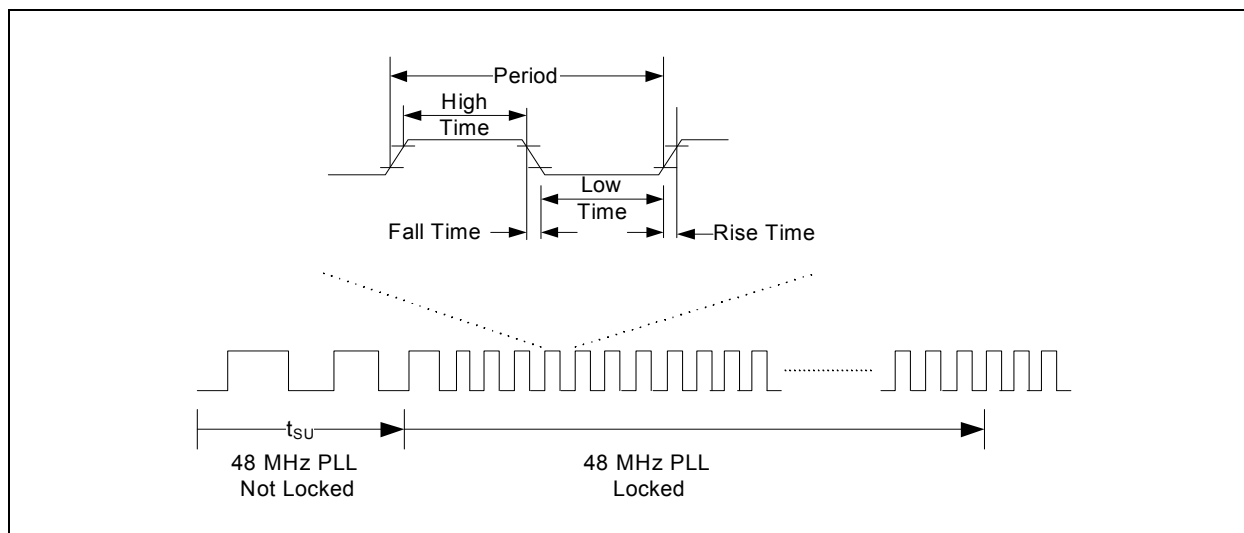 Period
High
Time
Low
Time
Fall Time
Rise Time
tSU
48 MHz PLL
Not Locked
48 MHz PLL
Locked